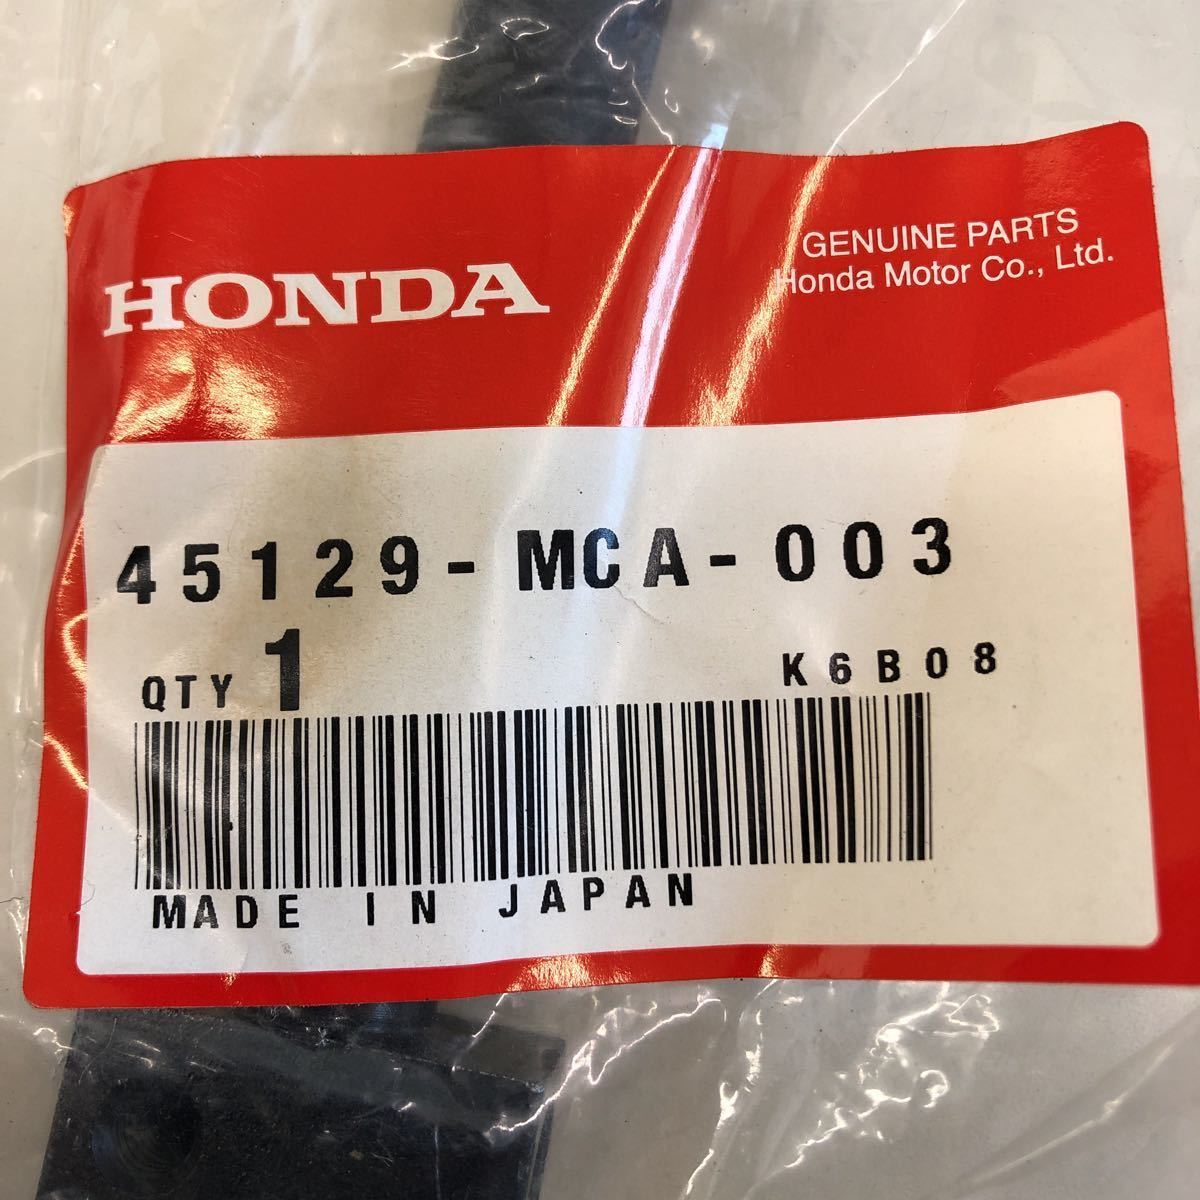 HONDA
GENUINE PARTS
Honda Motor Co., Ltd.
45129-MCA-003
QTY 1
K6B08
MADE IN JAPAN